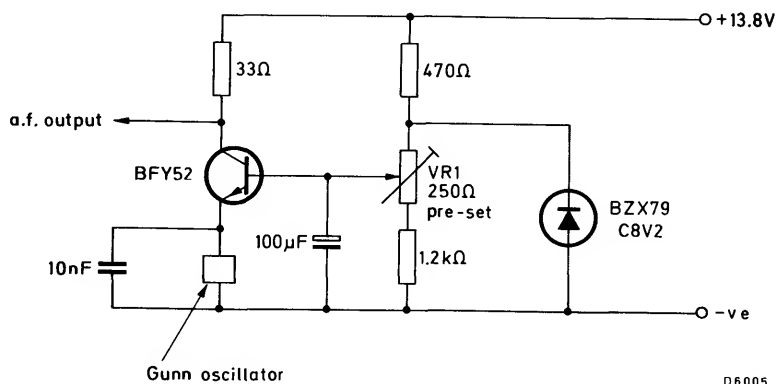 +13.8V
33Ω
470Ω
a.f. output
BFY52
VR1
250Ω
pre-set
BZX79
C8V2
100μF
10nF
1.2kΩ
-ve
Gunn oscillator
D6005